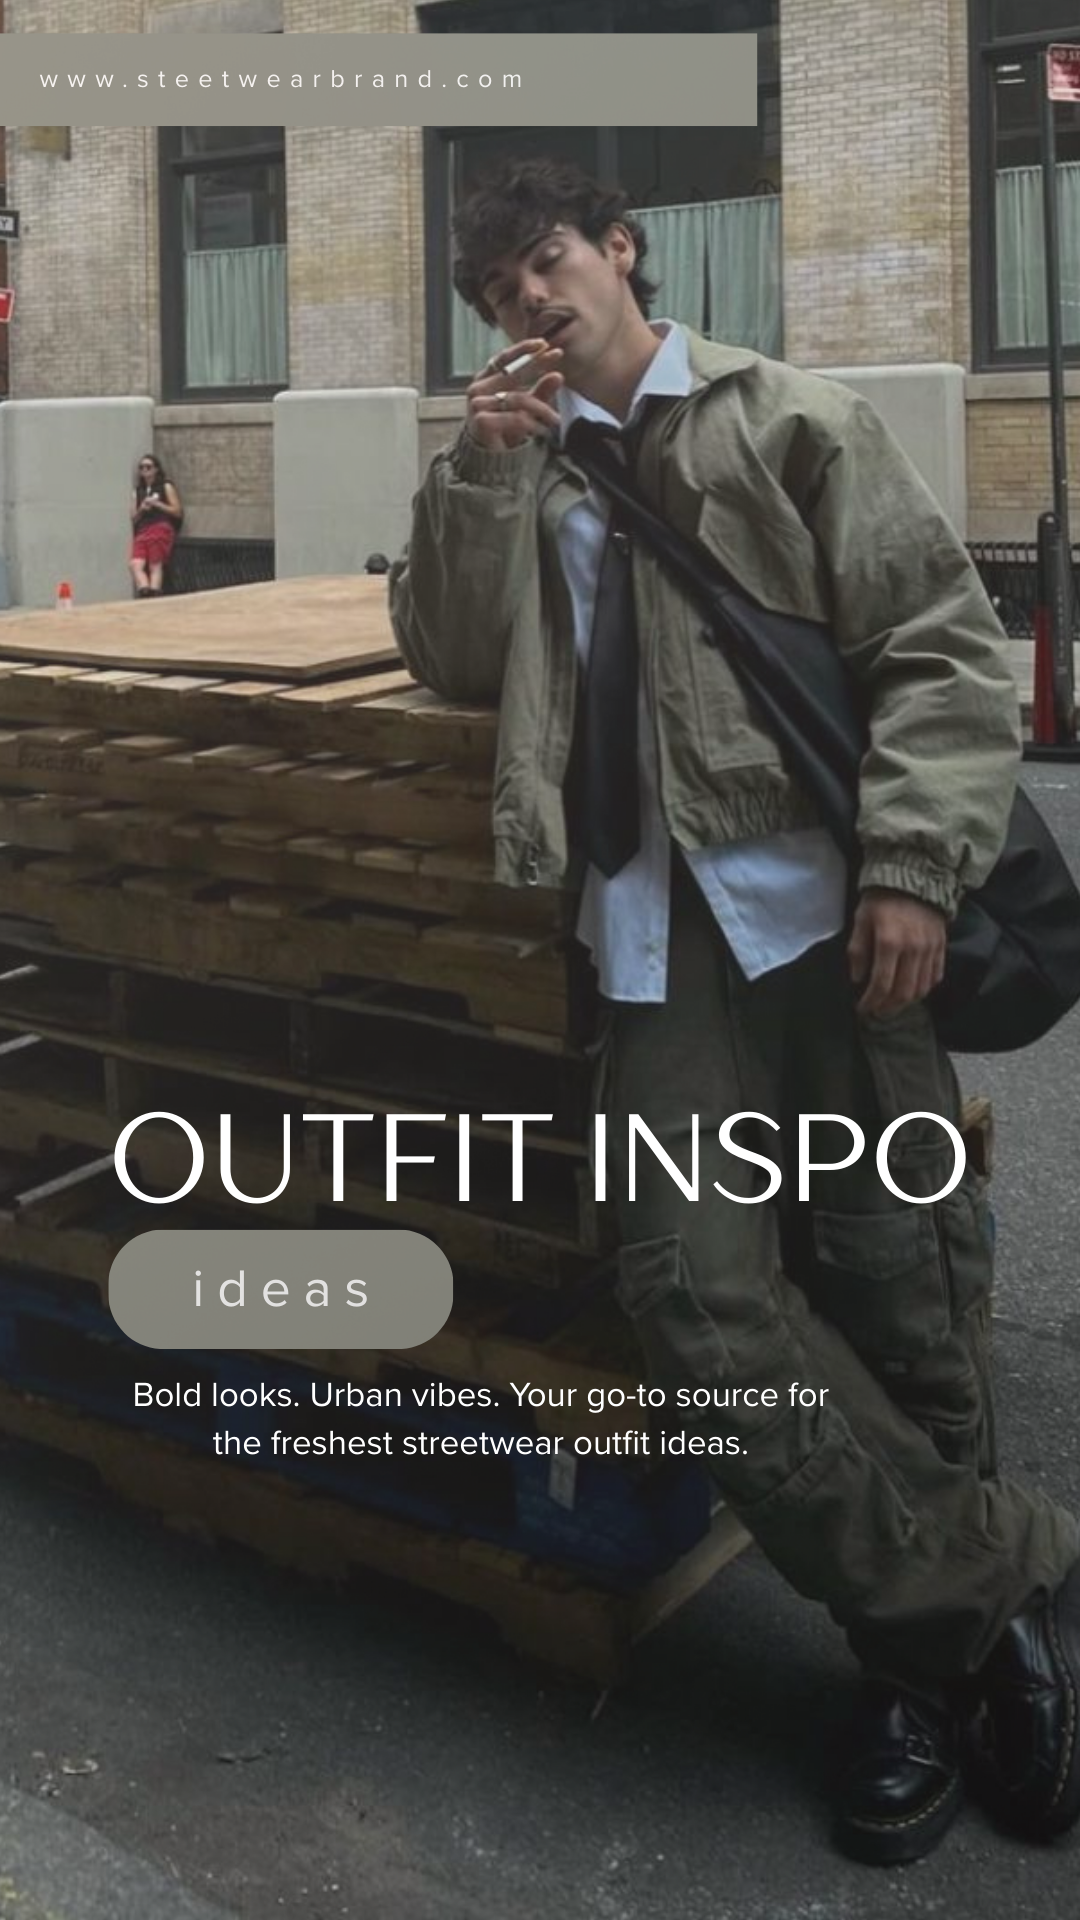 www.steetwearbrand.com
OUTFIT INSPO
ideas
Bold looks. Urban vibes. Your go-to source for
the freshest streetwear outfit ideas.